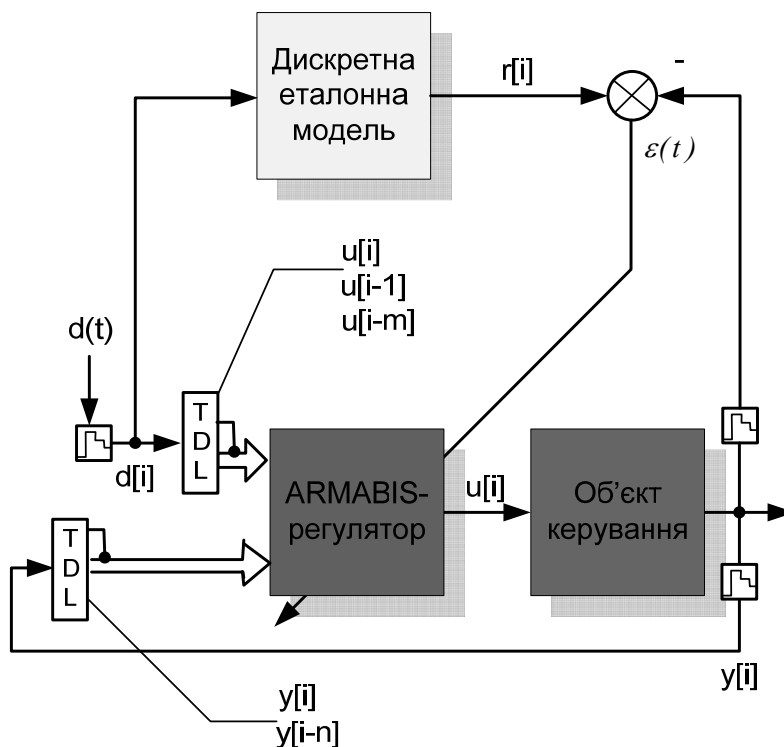 Дискретна
еталонна
модель
r[i]
-
ε(t)
u[i]
u[i-1]
u[i-m]
d(t)
T
D
L
d[i]
ARMABIS-
регулятор
u[i]
Об’єкт
керування
T
D
L
y[i]
y[i]
y[i-n]